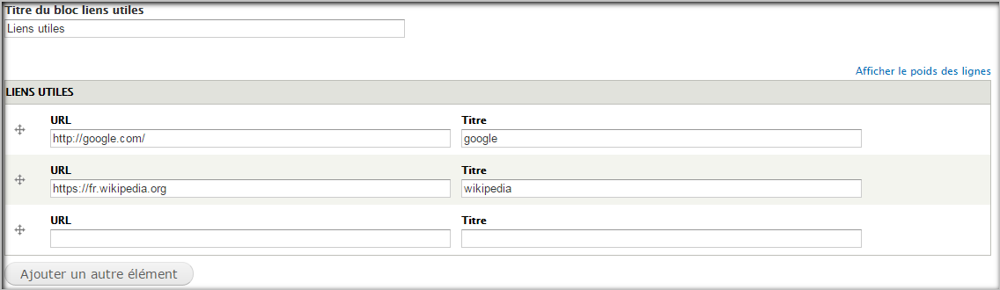 Titre du bloc liens utiles
Liens utiles
Afficher le poids des lignes
LIENS UTILES
URL Titre
http://google.com/ google
URL Titre
https://fr.wikipedia.org wikipedia
URL Titre
Ajouter un autre élément